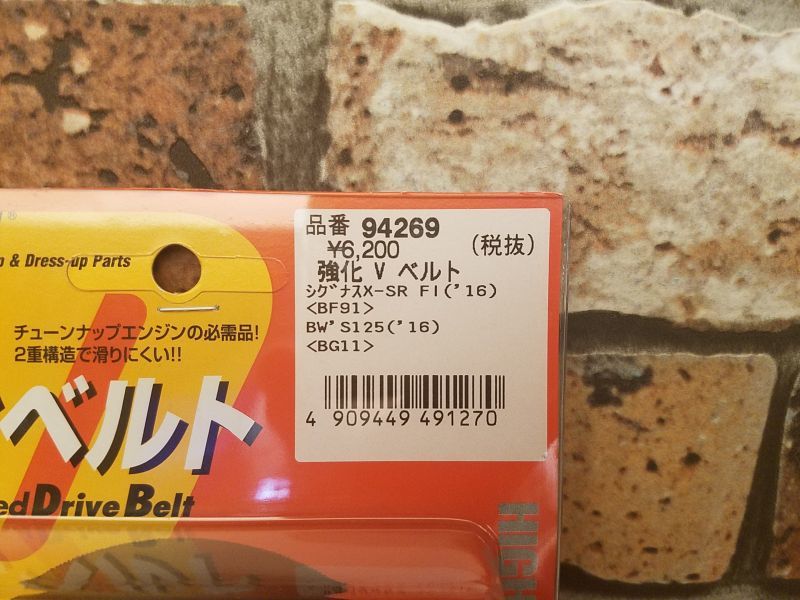 品番 94269
¥6,200 (税抜)
強化 V ベルト
ｼｸﾞﾅｽX-SR FI('16)
<BF91>
BW'S125('16)
<BG11>
4 909449 491270
& Dress-up Parts
チューンナップエンジンの必需品!
2重構造で滑りにくい!!
ベルト
Drive Belt
HIGH